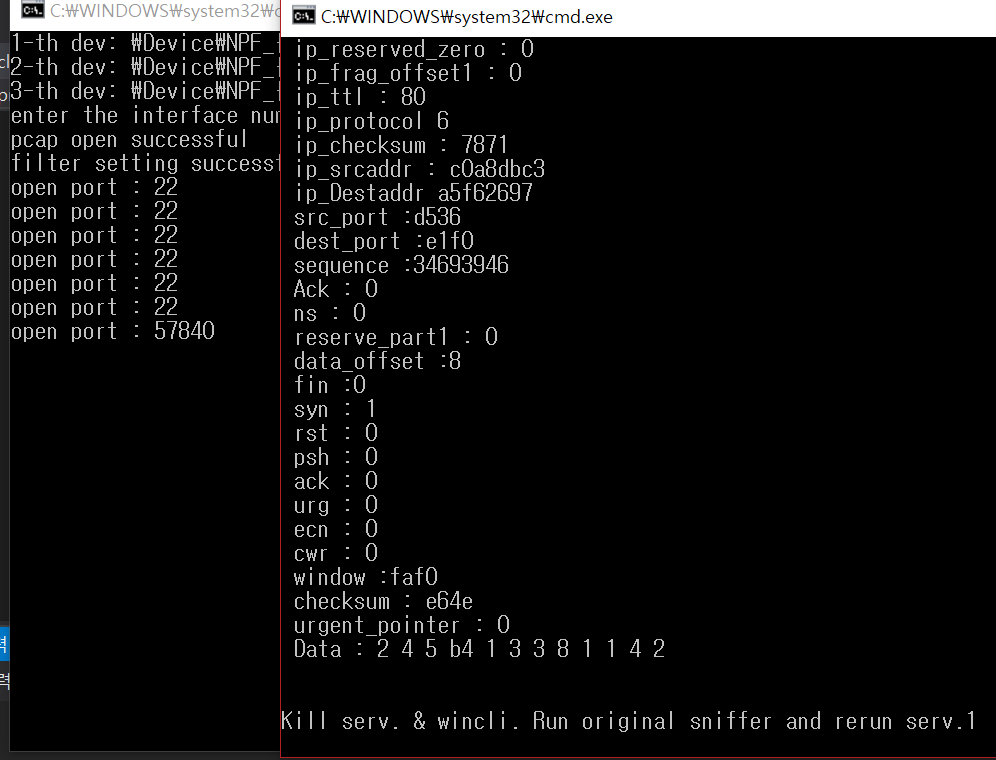 C:₩WINDOWS₩system32₩c
1-th dev: ₩Device₩NPF_
2-th dev: ₩Device₩NPF_
3-th dev: ₩Device₩NPF_
enter the interface nu
pcap open successful
filter setting success
open port : 22
open port : 22
open port : 22
open port : 22
open port : 22
open port : 22
open port : 57840
C:₩WINDOWS₩system32₩cmd.exe
ip_reserved_zero : 0
ip_frag_offset1 : 0
ip_ttl : 80
ip_protocol 6
ip_checksum : 7871
ip_srcaddr : c0a8dbc3
ip_Destaddr a5f62697
src_port :d536
dest_port :e1f0
sequence :34693946
Ack : 0
ns : 0
reserve_part1 : 0
data_offset :8
fin :0
syn : 1
rst : 0
psh : 0
ack : 0
urg : 0
ecn : 0
cwr : 0
window :faf0
checksum : e64e
urgent_pointer : 0
Data : 2 4 5 b4 1 3 3 8 1 1 4 2
Kill serv. & wincli. Run original sniffer and rerun serv.1